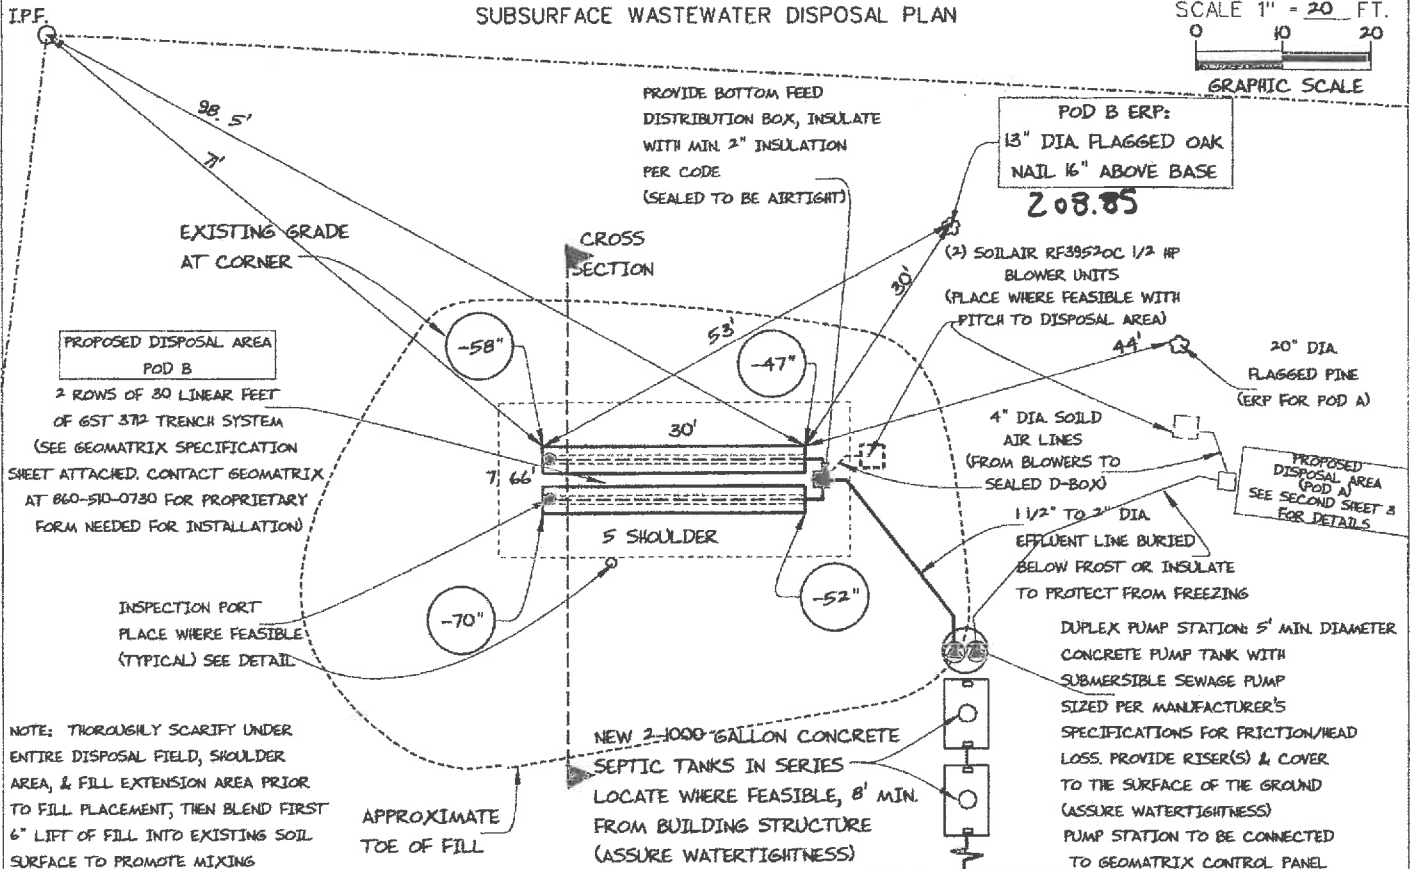 I.P.F.
SUBSURFACE WASTEWATER DISPOSAL PLAN
SCALE 1" = 20 FT.
0 10 20
GRAPHIC SCALE
98.5'
71'
PROVIDE BOTTOM FEED
DISTRIBUTION BOX, INSULATE
WITH MIN. 2" INSULATION
PER CODE
(SEALED TO BE AIRTIGHT)
POD B ERP:
13" DIA. FLAGGED OAK
NAIL 16" ABOVE BASE
208.85
EXISTING GRADE
AT CORNER
CROSS
SECTION
(2) SOILAIR RF39520C 1/2 HP
BLOWER UNITS
(PLACE WHERE FEASIBLE WITH
PITCH TO DISPOSAL AREA)
30'
53'
44'
-58"
-47"
20" DIA.
FLAGGED PINE
(ERP FOR POD A)
PROPOSED DISPOSAL AREA
POD B
2 ROWS OF 30 LINEAR FEET
OF GST 3712 TRENCH SYSTEM
(SEE GEOMATRIX SPECIFICATION
SHEET ATTACHED. CONTACT GEOMATRIX
AT 860-510-0730 FOR PROPRIETARY
FORM NEEDED FOR INSTALLATION)
30'
7' 66'
5 SHOULDER
4" DIA. SOILD
AIR LINES
(FROM BLOWERS TO
SEALED D-BOX)
PROPOSED
DISPOSAL AREA
(POD A)
SEE SECOND SHEET 3
FOR DETAILS
1 1/2" TO 2" DIA.
EFFLUENT LINE BURIED
BELOW FROST OR INSULATE
TO PROTECT FROM FREEZING
-70"
-52"
INSPECTION PORT
PLACE WHERE FEASIBLE
(TYPICAL) SEE DETAIL
DUPLEX PUMP STATION: 5' MIN. DIAMETER
CONCRETE PUMP TANK WITH
SUBMERSIBLE SEWAGE PUMP
SIZED PER MANUFACTURER'S
SPECIFICATIONS FOR FRICTION/HEAD
LOSS. PROVIDE RISER(S) & COVER
TO THE SURFACE OF THE GROUND
(ASSURE WATERTIGHTNESS)
PUMP STATION TO BE CONNECTED
TO GEOMATRIX CONTROL PANEL
NOTE: THOROUGHLY SCARIFY UNDER
ENTIRE DISPOSAL FIELD, SHOULDER
AREA, & FILL EXTENSION AREA PRIOR
TO FILL PLACEMENT, THEN BLEND FIRST
6" LIFT OF FILL INTO EXISTING SOIL
SURFACE TO PROMOTE MIXING
APPROXIMATE
TOE OF FILL
NEW 2-1000 GALLON CONCRETE
SEPTIC TANKS IN SERIES
LOCATE WHERE FEASIBLE, 8' MIN.
FROM BUILDING STRUCTURE
(ASSURE WATERTIGHTNESS)